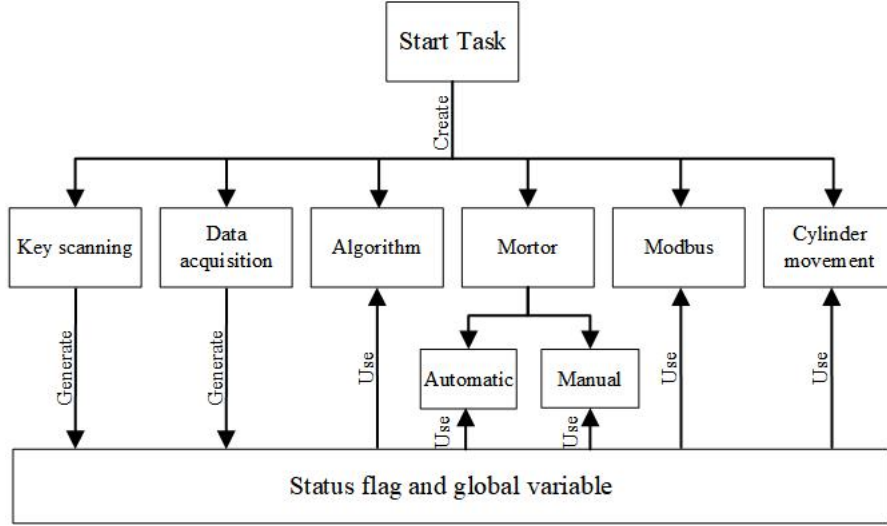 Start Task
Create
Key scanning
Data
acquisition
Algorithm
Mortor
Modbus
Cylinder
movement
Generate
Generate
Use
Automatic
Manual
Use
Use
Use
Use
Status flag and global variable